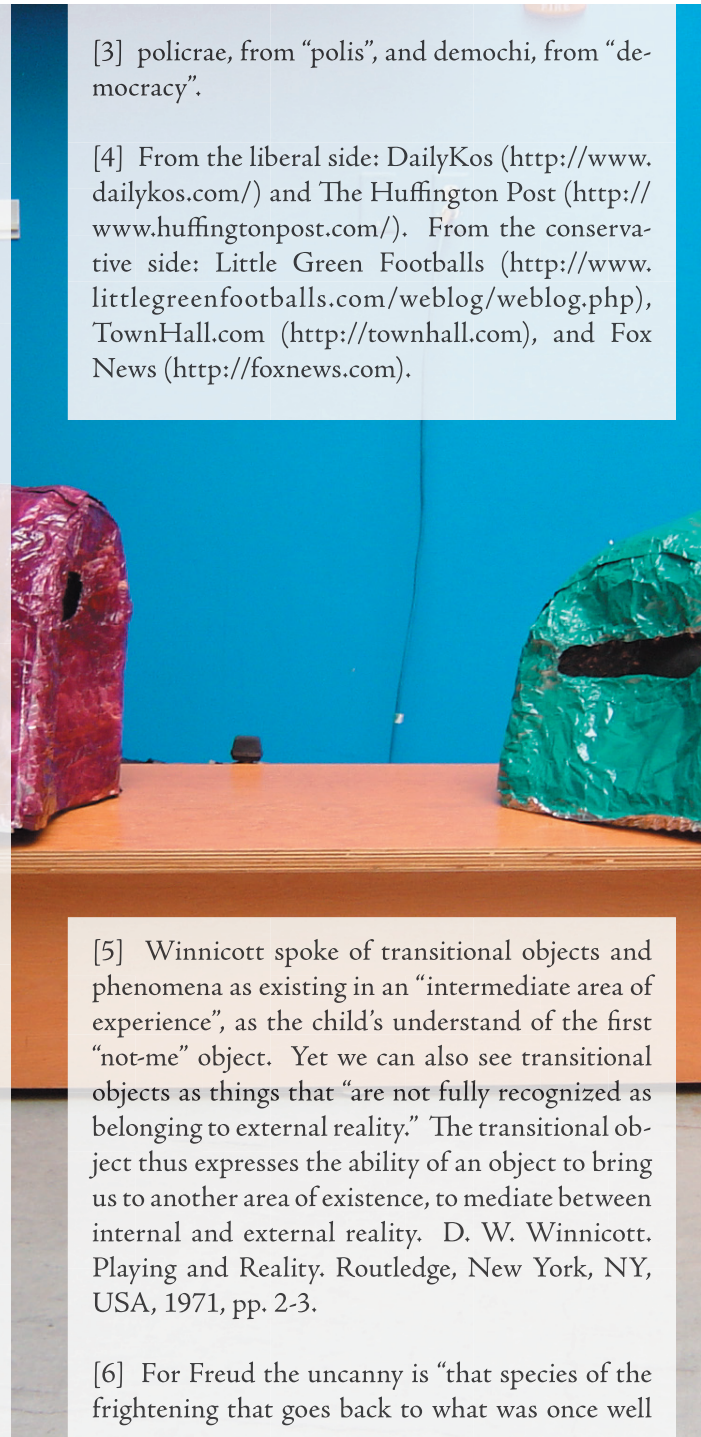 FIRE
[3] policrae, from “polis”, and demochi, from “de-
mocracy”.
[4] From the liberal side: DailyKos (http://www.
dailykos.com/) and The Huffington Post (http://
www.huffingtonpost.com/). From the conserva-
tive side: Little Green Footballs (http://www.
littlegreenfootballs.com/weblog/weblog.php),
TownHall.com (http://townhall.com), and Fox
News (http://foxnews.com).
[5] Winnicott spoke of transitional objects and
phenomena as existing in an “intermediate area of
experience”, as the child’s understand of the first
“not-me” object. Yet we can also see transitional
objects as things that “are not fully recognized as
belonging to external reality.” The transitional ob-
ject thus expresses the ability of an object to bring
us to another area of existence, to mediate between
internal and external reality. D. W. Winnicott.
Playing and Reality. Routledge, New York, NY,
USA, 1971, pp. 2-3.
[6] For Freud the uncanny is “that species of the
frightening that goes back to what was once well